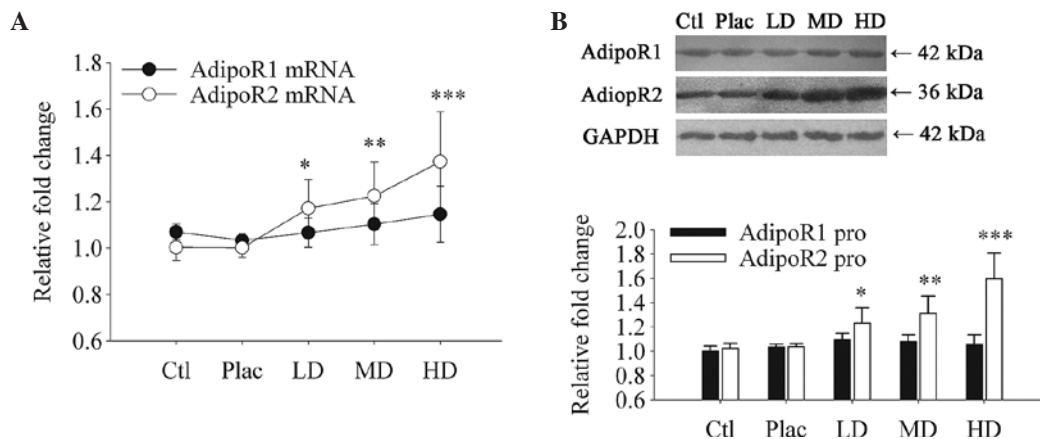 A
Relative fold change
1.8
1.6
1.4
1.2
1.0
0.8
0.6
AdipoR1 mRNA
AdipoR2 mRNA
*
**
***
Ctl Plac LD MD HD
B
Ctl Plac LD MD HD
AdipoR1 ← 42 kDa
AdiopR2 ← 36 kDa
GAPDH ← 42 kDa
Relative fold change
2.0
1.8
1.6
1.4
1.2
1.0
0.8
0.6
AdipoR1 pro
AdipoR2 pro
*
**
***
Ctl Plac LD MD HD